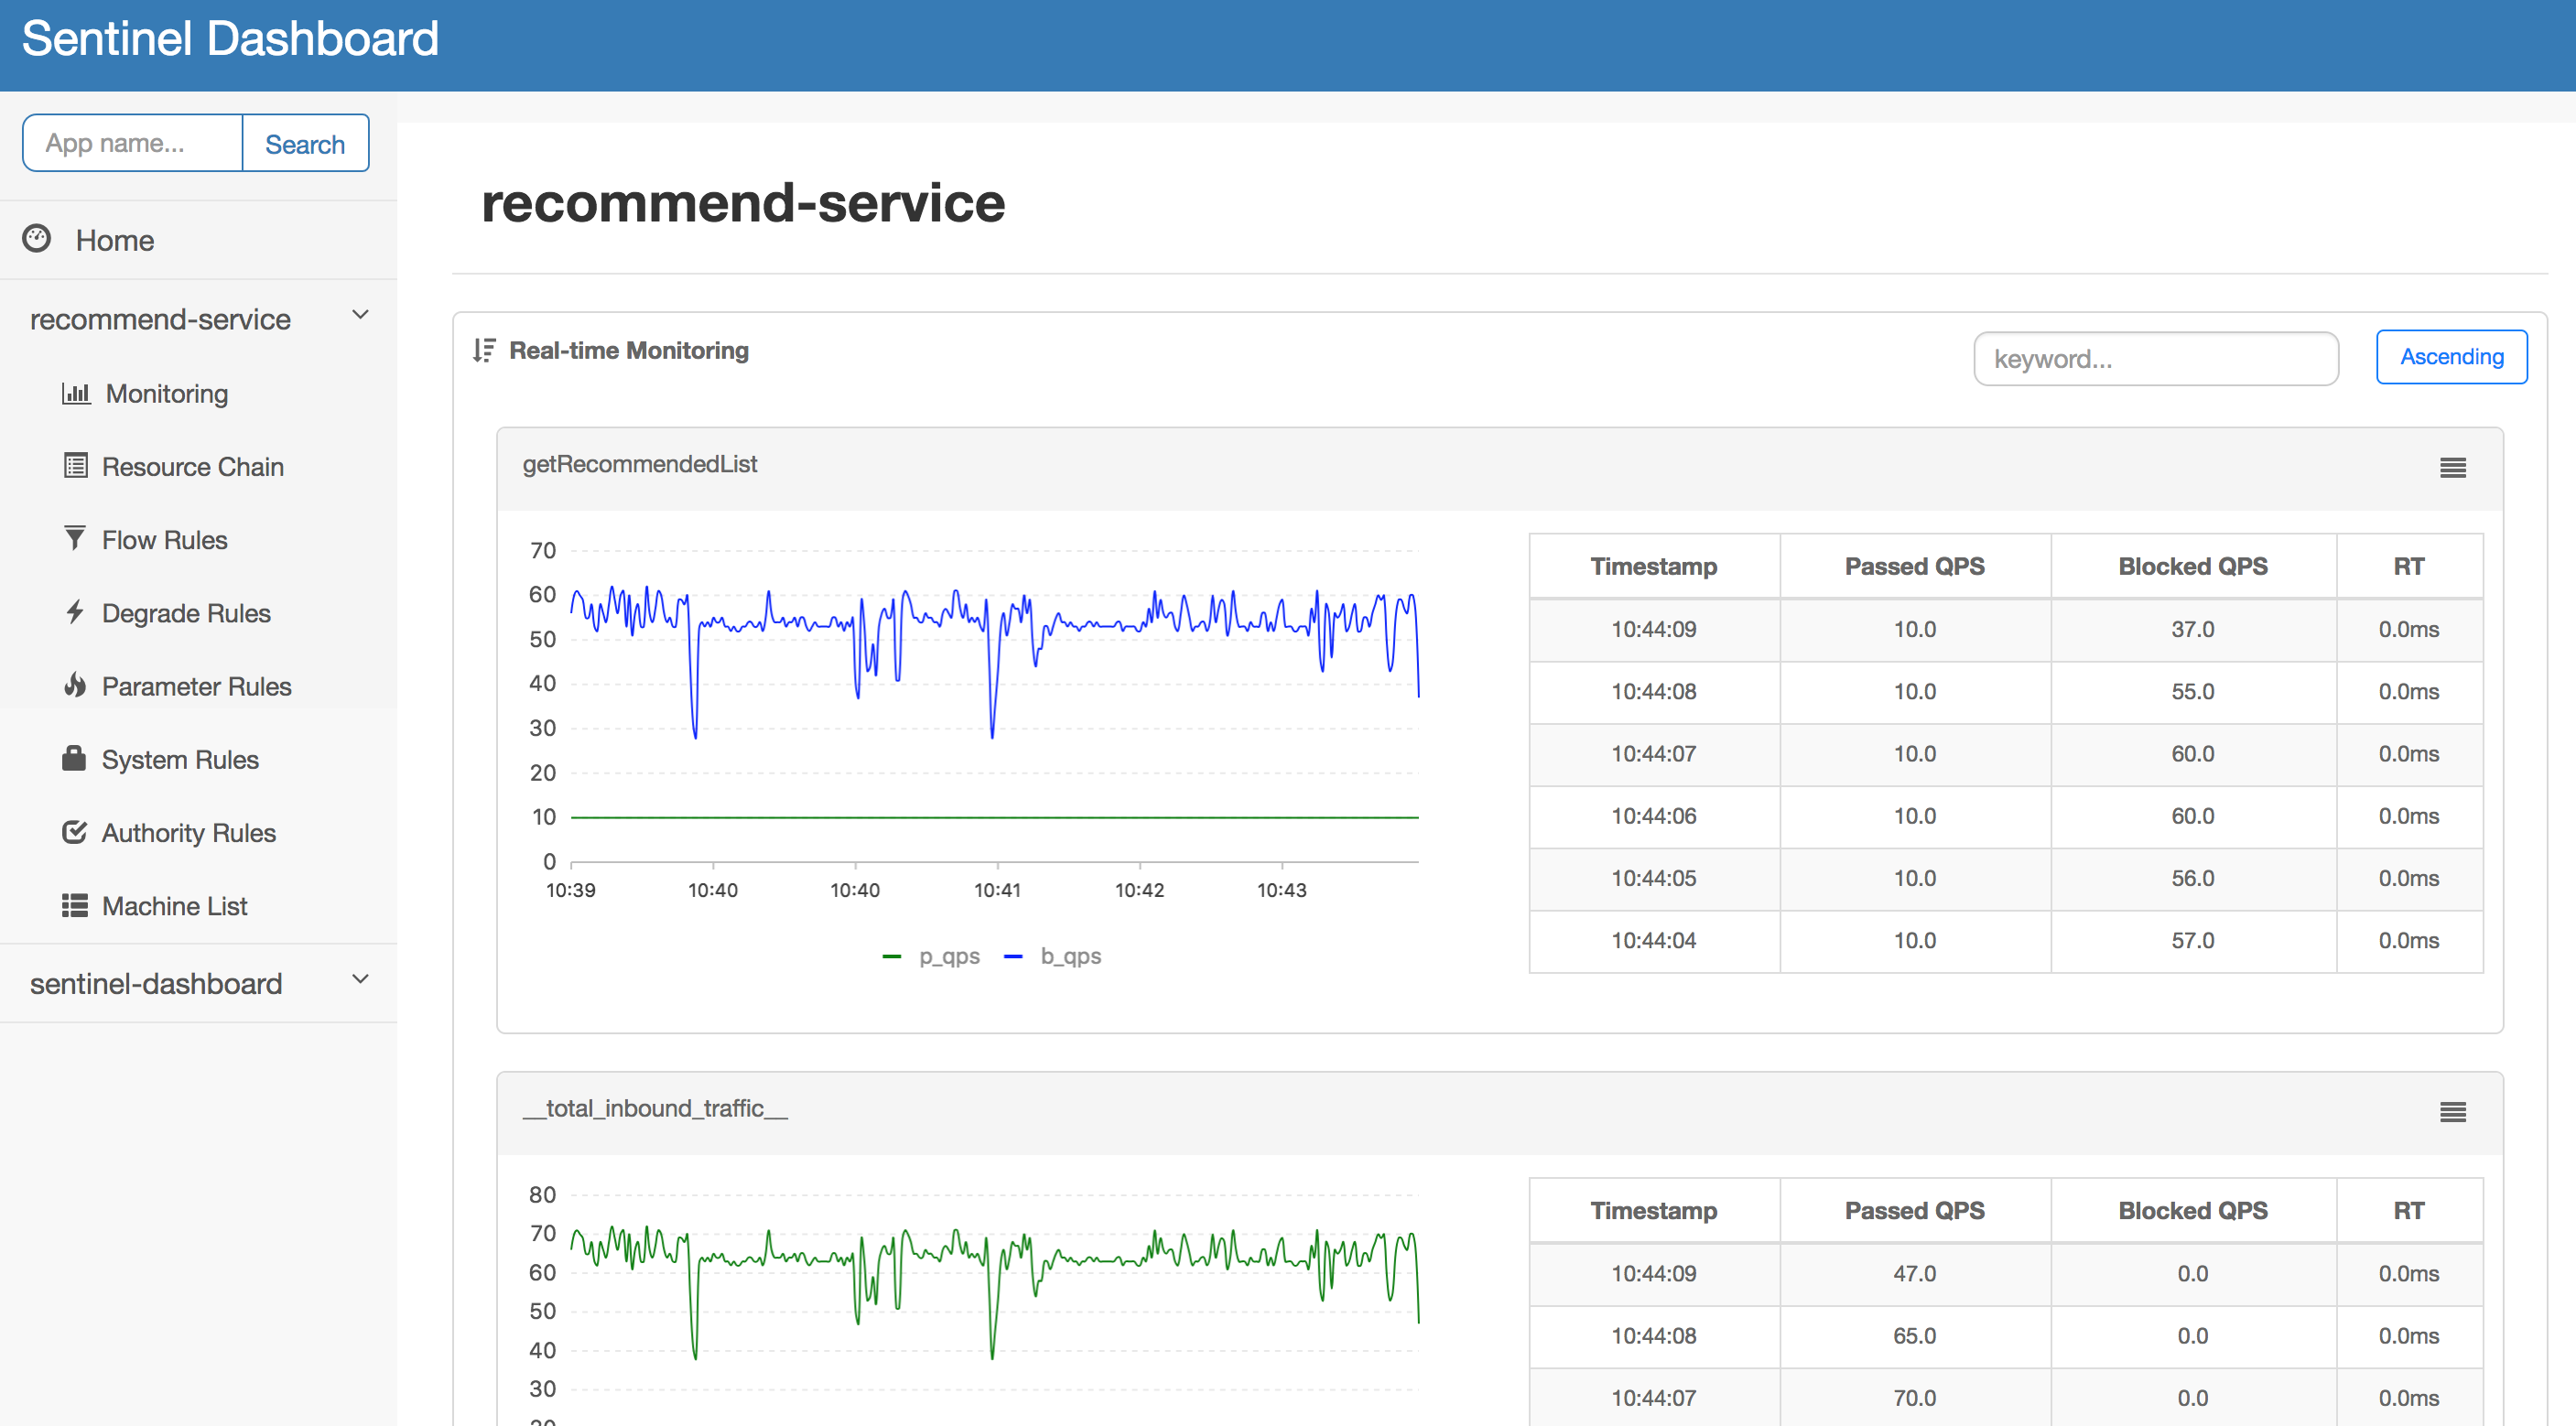 Sentinel Dashboard
App name...
Search
Home
recommend-service
Monitoring
Resource Chain
Flow Rules
Degrade Rules
Parameter Rules
System Rules
Authority Rules
Machine List
sentinel-dashboard
recommend-service
Real-time Monitoring
keyword...
Ascending
getRecommendedList
70
60
50
40
30
20
10
0
10:39 10:40 10:40 10:41 10:42 10:43
p_qps b_qps
Timestamp Passed QPS Blocked QPS RT
10:44:09 10.0 37.0 0.0ms
10:44:08 10.0 55.0 0.0ms
10:44:07 10.0 60.0 0.0ms
10:44:06 10.0 60.0 0.0ms
10:44:05 10.0 56.0 0.0ms
10:44:04 10.0 57.0 0.0ms
__total_inbound_traffic__
80
70
60
50
40
30
Timestamp Passed QPS Blocked QPS RT
10:44:09 47.0 0.0 0.0ms
10:44:08 65.0 0.0 0.0ms
10:44:07 70.0 0.0 0.0ms